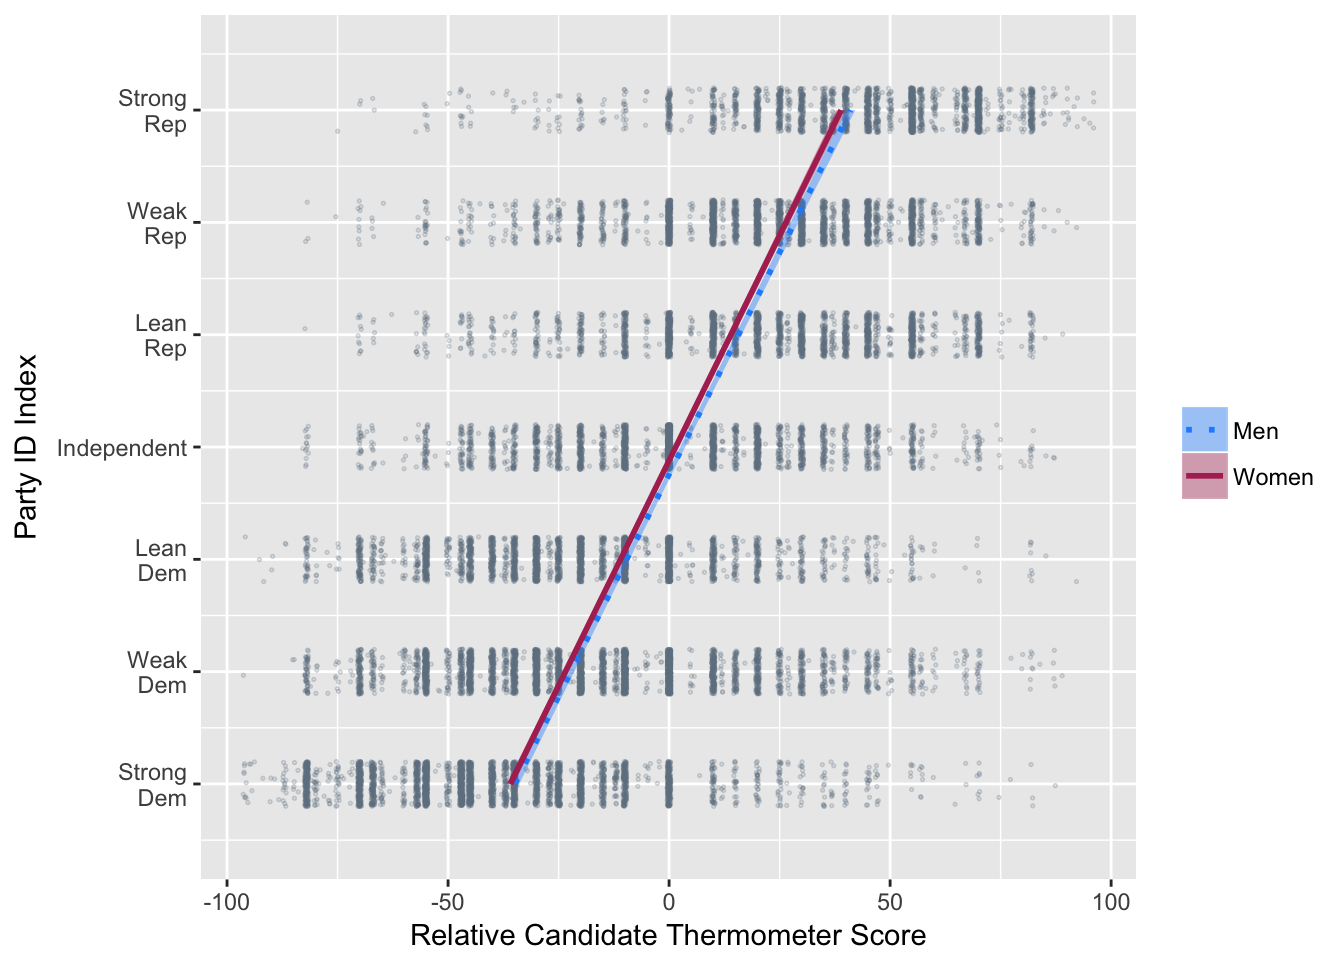 Strong
Rep
Weak
Rep
Lean
Rep
Independent
Lean
Dem
Weak
Dem
Strong
Dem
Party ID Index
-100
-50
0
50
100
Relative Candidate Thermometer Score
Men
Women